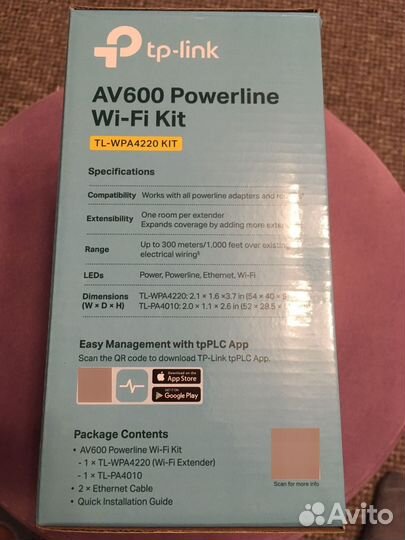 tp-link
AV600 Powerline
Wi-Fi Kit
TL-WPA4220 KIT
Specifications
Compatibility Works with all powerline adapters and
Extensibility One room per extender
Expands coverage by adding more
Range Up to 300 meters/1,000 feet over existing
electrical wiring§
LEDs Power, Powerline, Ethernet, Wi-Fi
Dimensions TL-WPA4220: 2.1 × 1.6 ×3.7 in (54 × 40 ×
(W × D × H) TL-PA4010: 2.0 × 1.1 × 2.6 in (52 × 28.5 ×
Easy Management with tpPLC App
Scan the QR code to download TP-Link tpPLC App.
Download on the
App Store
GET IT ON
Google Play
Package Contents
• AV600 Powerline Wi-Fi Kit
- 1 × TL-WPA4220 (Wi-Fi Extender)
- 1 × TL-PA4010
• 2 × Ethernet Cable
• Quick Installation Guide
Scan for more info
Avito